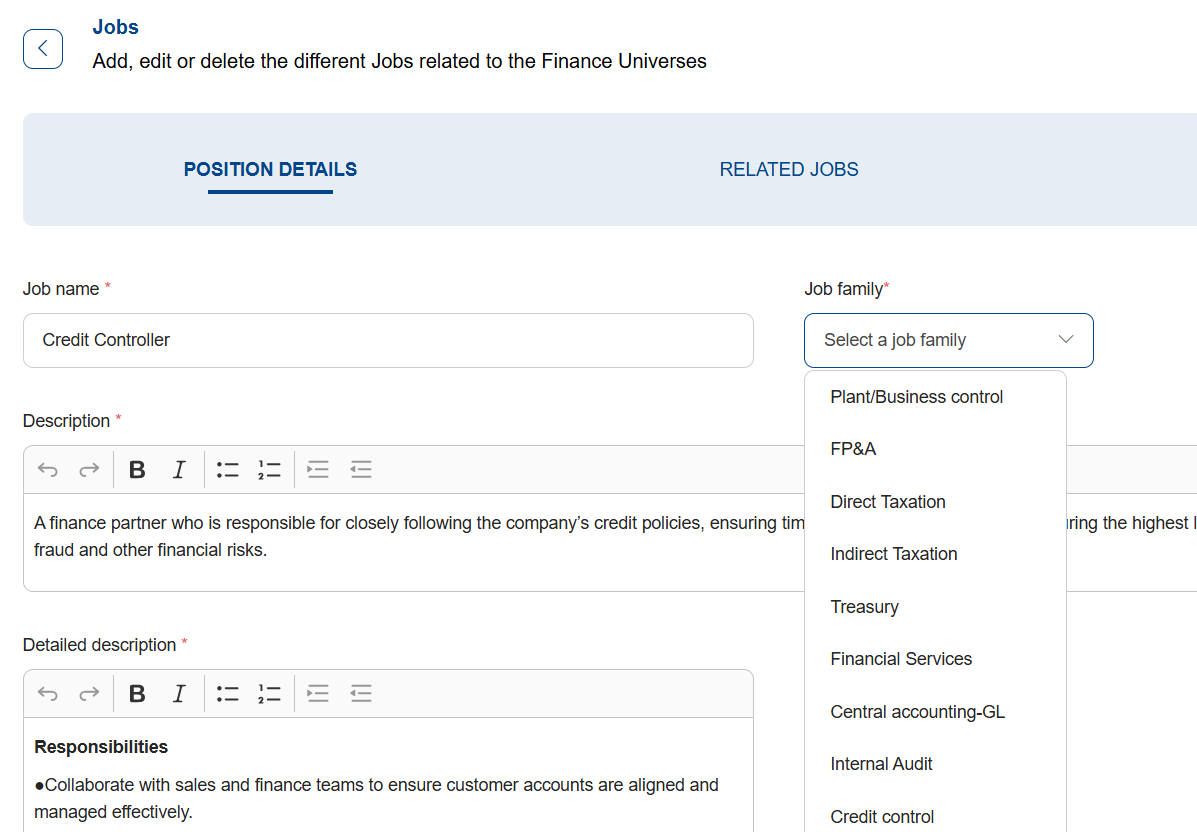 Jobs
Add, edit or delete the different Jobs related to the Finance Universes
POSITION DETAILS
RELATED JOBS
Job name *
Job family*
Credit Controller
Select a job family
Plant/Business control
FP&A
Direct Taxation
Indirect Taxation
Treasury
Financial Services
Central accounting-GL
Internal Audit
Credit control
Description *
B I
A finance partner who is responsible for closely following the company’s credit policies, ensuring the highest
fraud and other financial risks.
Detailed description *
B I
Responsibilities
●Collaborate with sales and finance teams to ensure customer accounts are aligned and
managed effectively.